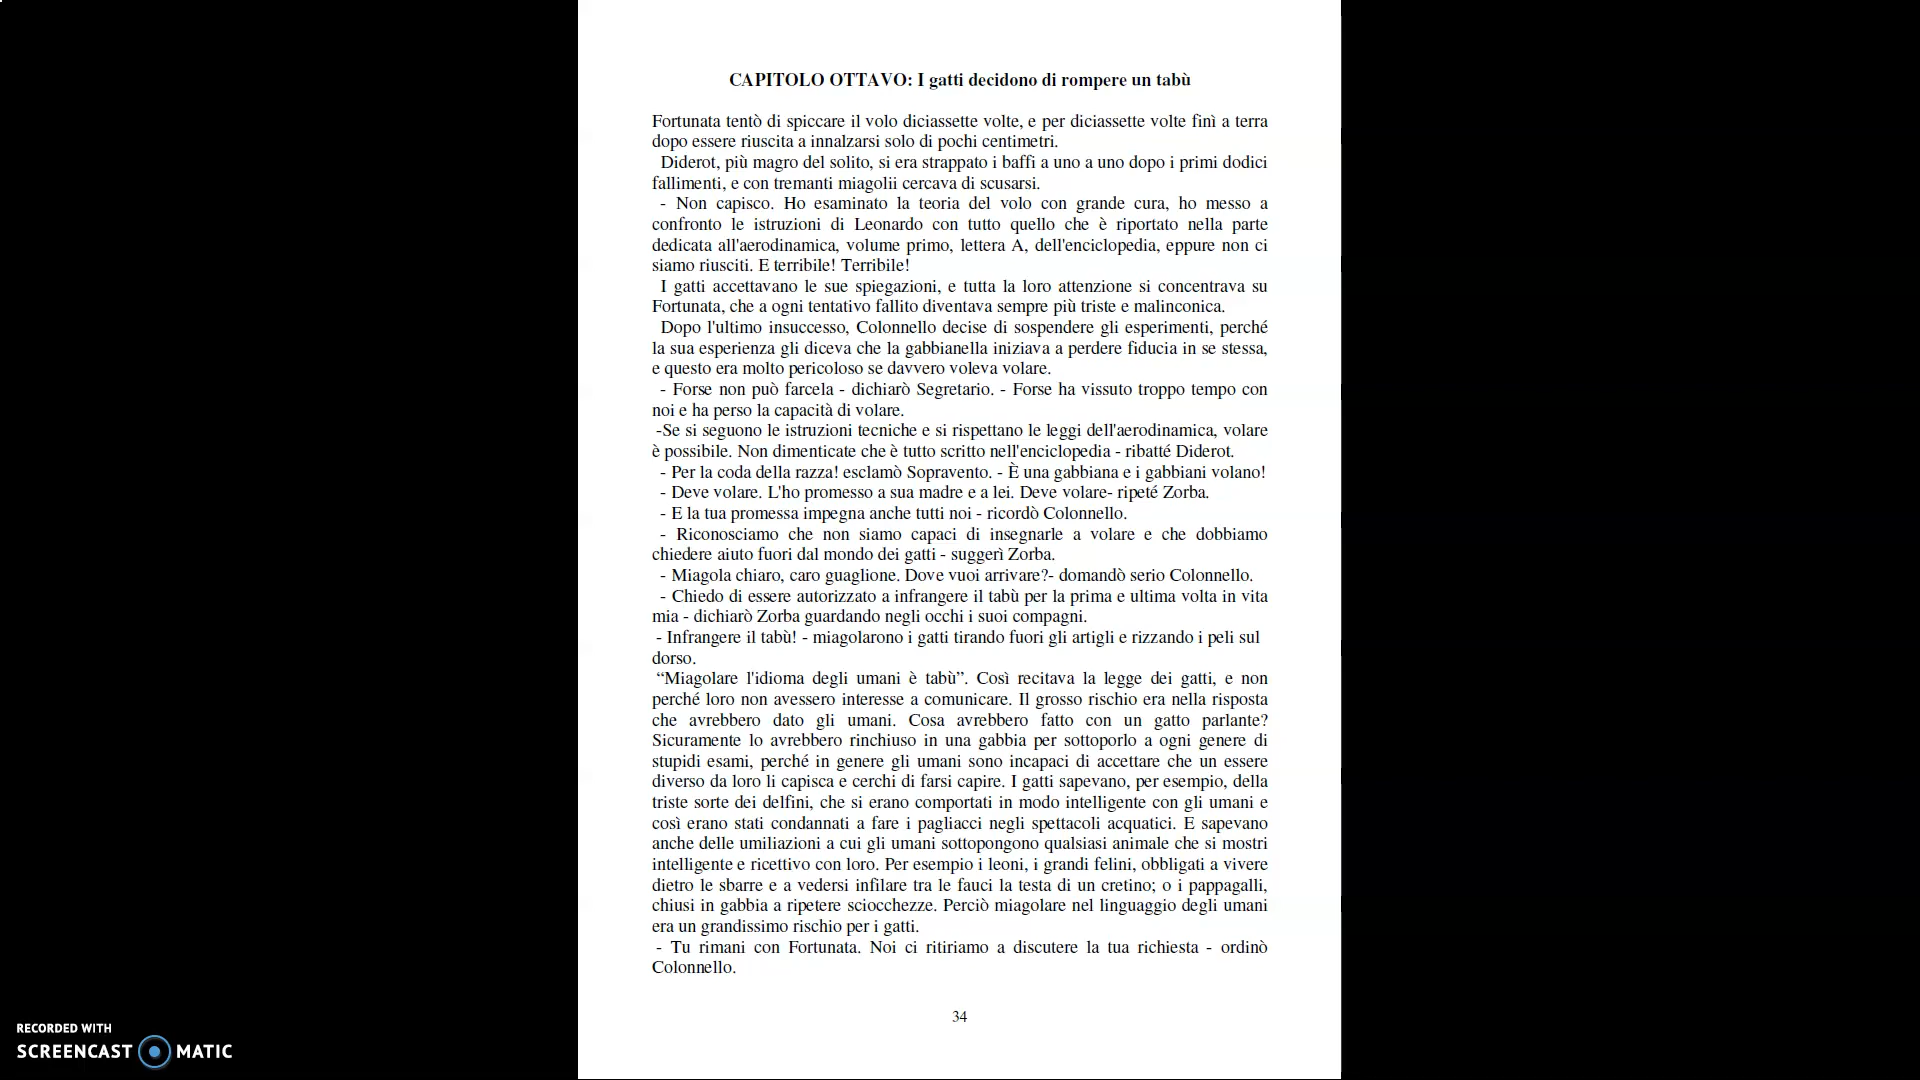 CAPITOLO OTTAVO: I gatti decidono di rompere un tabù
Fortunata tentò di spiccare il volo diciassette volte, e per diciassette volte finì a terra
dopo essere riuscita a innalzarsi solo di pochi centimetri.
Diderot, più magro del solito, si era strappato i baffi a uno a uno dopo i primi dodici
fallimenti, e con tremanti miagolii cercava di scusarsi.
- Non capisco. Ho esaminato la teoria del volo con grande cura, ho messo a
confronto le istruzioni di Leonardo con tutto quello che è riportato nella parte
dedicata all'aerodinamica, volume primo, lettera A, dell'enciclopedia, eppure non ci
siamo riusciti. E terribile! Terribile!
I gatti accettavano le sue spiegazioni, e tutta la loro attenzione si concentrava su
Fortunata, che a ogni tentativo fallito diventava sempre più triste e malinconica.
Dopo l'ultimo insuccesso, Colonnello decise di sospendere gli esperimenti, perché
la sua esperienza gli diceva che la gabbianella iniziava a perdere fiducia in se stessa,
e questo era molto pericoloso se davvero voleva volare.
- Forse non può farcela - dichiarò Segretario. - Forse ha vissuto troppo tempo con
noi e ha perso la capacità di volare.
-Se si seguono le istruzioni tecniche e si rispettano le leggi dell'aerodinamica, volare
è possibile. Non dimenticate che è tutto scritto nell'enciclopedia - ribatté Diderot.
- Per la coda della razza! esclamò Sopravento. - È una gabbiana e i gabbiani volano!
- Deve volare. L'ho promesso a sua madre e a lei. Deve volare- ripeté Zorba.
- E la tua promessa impegna anche tutti noi - ricordò Colonnello.
- Riconosciamo che non siamo capaci di insegnarle a volare e che dobbiamo
chiedere aiuto fuori dal mondo dei gatti - suggerì Zorba.
- Miagola chiaro, caro guaglione. Dove vuoi arrivare?- domandò serio Colonnello.
- Chiedo di essere autorizzato a infrangere il tabù per la prima e ultima volta in vita
mia - dichiarò Zorba guardando negli occhi i suoi compagni.
- Infrangere il tabù! - miagolarono i gatti tirando fuori gli artigli e rizzando i peli sul
dorso.
“Miagolare l'idioma degli umani è tabù”. Così recitava la legge dei gatti, e non
perché loro non avessero interesse a comunicare. Il grosso rischio era nella risposta
che avrebbero dato gli umani. Cosa avrebbero fatto con un gatto parlante?
Sicuramente lo avrebbero rinchiuso in una gabbia per sottoporlo a ogni genere di
stupidi esami, perché in genere gli umani sono incapaci di accettare che un essere
diverso da loro li capisca e cerchi di farsi capire. I gatti sapevano, per esempio, della
triste sorte dei delfini, che si erano comportati in modo intelligente con gli umani e
così erano stati condannati a fare i pagliacci negli spettacoli acquatici. E sapevano
anche delle umiliazioni a cui gli umani sottopongono qualsiasi animale che si mostri
intelligente e ricettivo con loro. Per esempio i leoni, i grandi felini, obbligati a vivere
dietro le sbarre e a vedersi infilare tra le fauci la testa di un cretino; o i pappagalli,
chiusi in gabbia a ripetere sciocchezze. Perciò miagolare nel linguaggio degli umani
era un grandissimo rischio per i gatti.
- Tu rimani con Fortunata. Noi ci ritiriamo a discutere la tua richiesta - ordinò
Colonnello.
34
RECORDED WITH
SCREENCAST MATIC